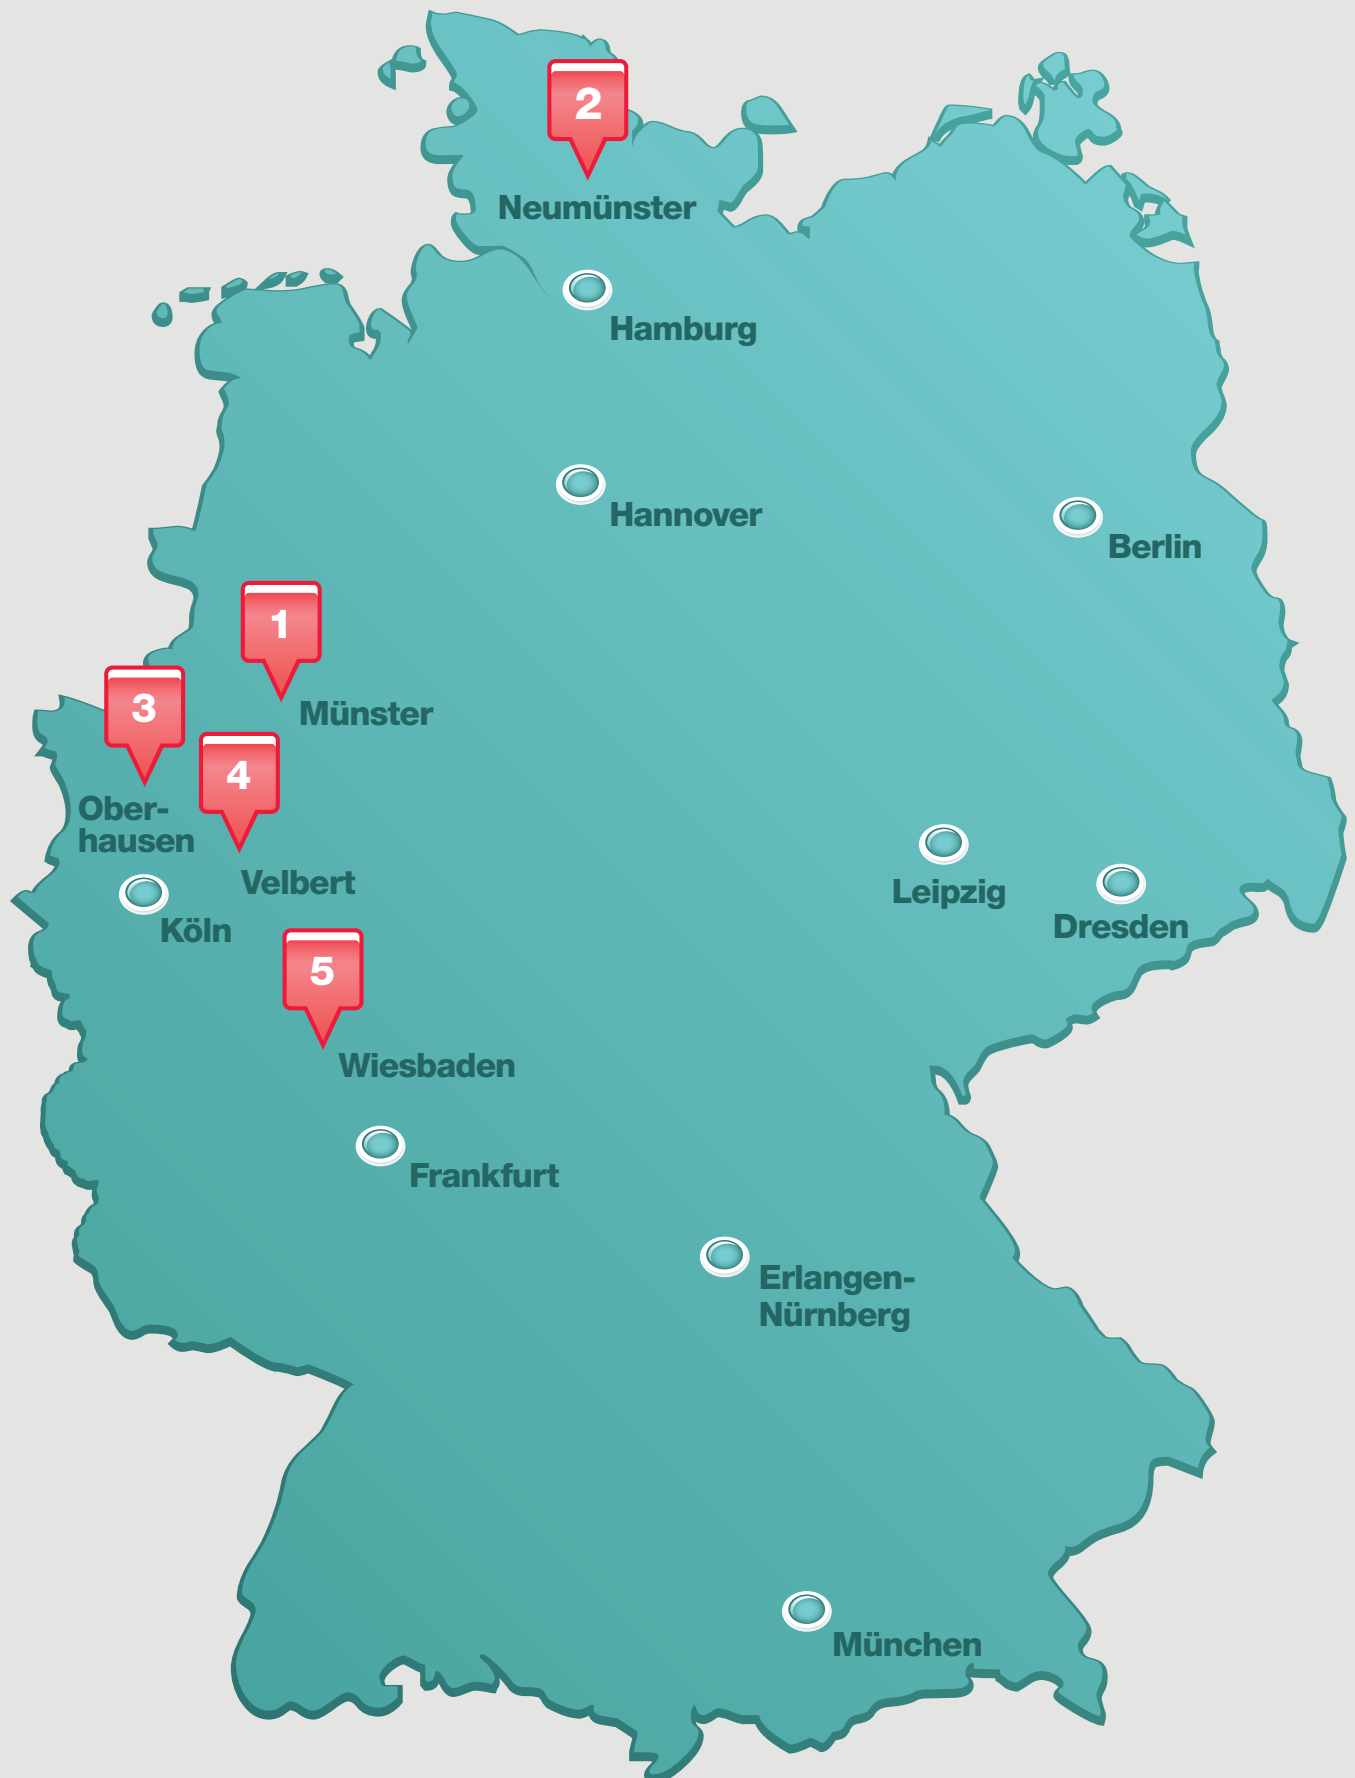 2
Neumünster
Hamburg
Hannover
Berlin
1
Münster
3
Ober-
hausen
4
Velbert
Köln
Leipzig
Dresden
5
Wiesbaden
Frankfurt
Erlangen-
Nürnberg
München